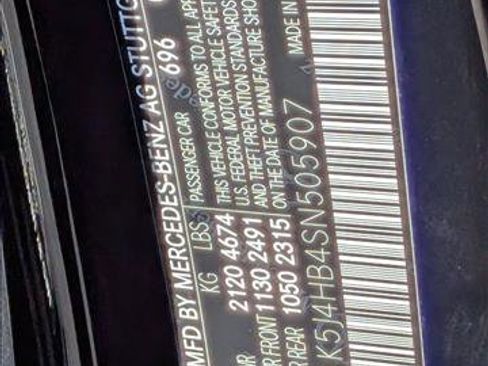 MFD BY MERCEDES-BENZ AG STUTTG
696
KG LBS PASSENGER CAR
2120 4674 THIS VEHICLE CONFORMS TO ALL APP
FRONT 1130 2491 U.S. FEDERAL MOTOR VEHICLE SAFET
REAR 1050 2315 AND THEFT PREVENTION STANDARDS
ON THE DATE OF MANUFACTURE SHO
K5J4HB4SN505907 MADE IN